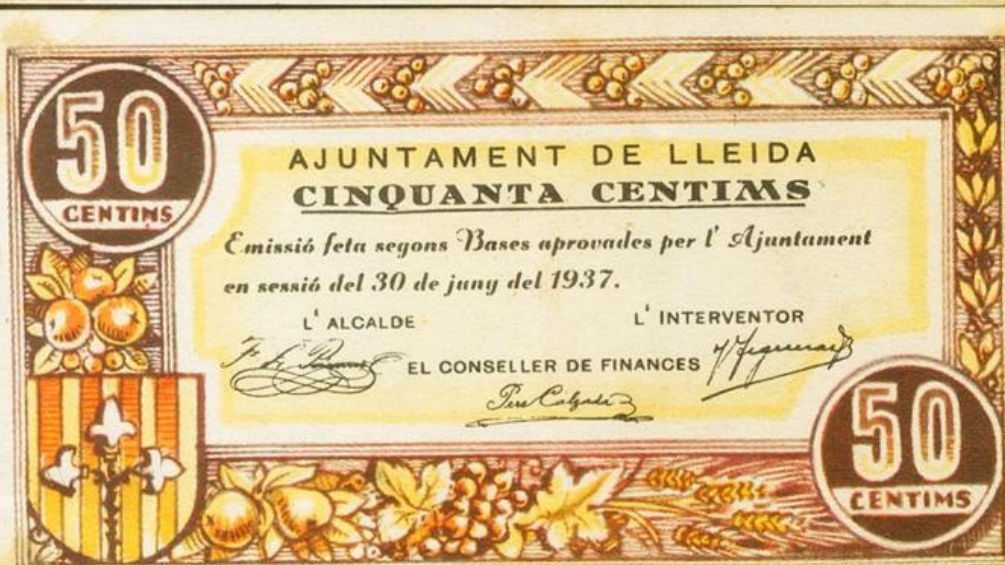 50
CENTIMS
AJUNTAMENT DE LLEIDA
CINQUANTA CENTIMS
Emissió feta segons Bases aprovades per l' Ajuntament
en sessió del 30 de juny del 1937.
L' ALCALDE
L' INTERVENTOR
EL CONSELLER DE FINANCES
Pere Calzada
50
CENTIMS